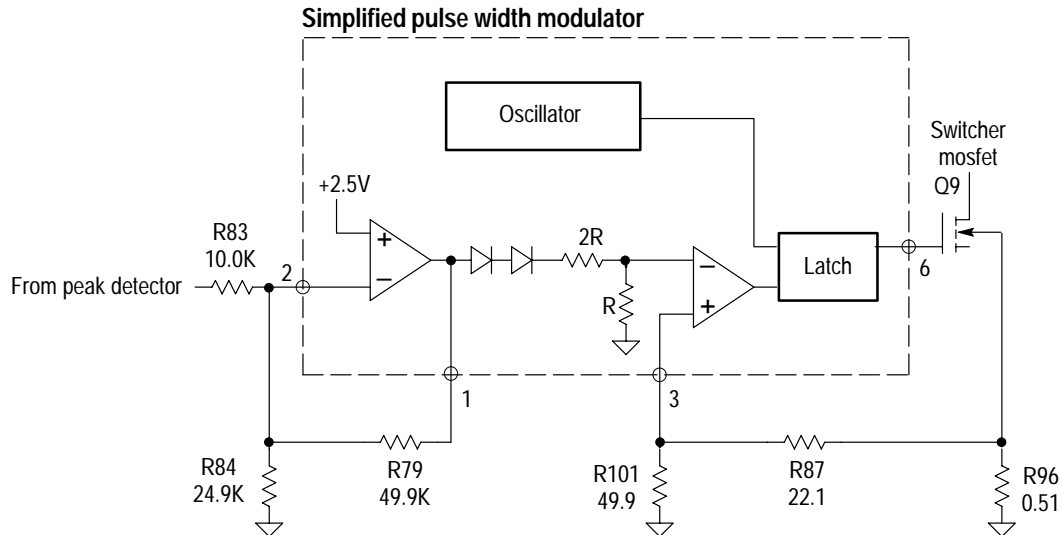 Simplified pulse width modulator
Oscillator
Switcher
mosfet
Q9
+2.5V
R83
10.0K
+
−
2R
−
+
R
Latch
2
6
From peak detector
1
3
R84
24.9K
R79
49.9K
R101
49.9
R87
22.1
R96
0.51